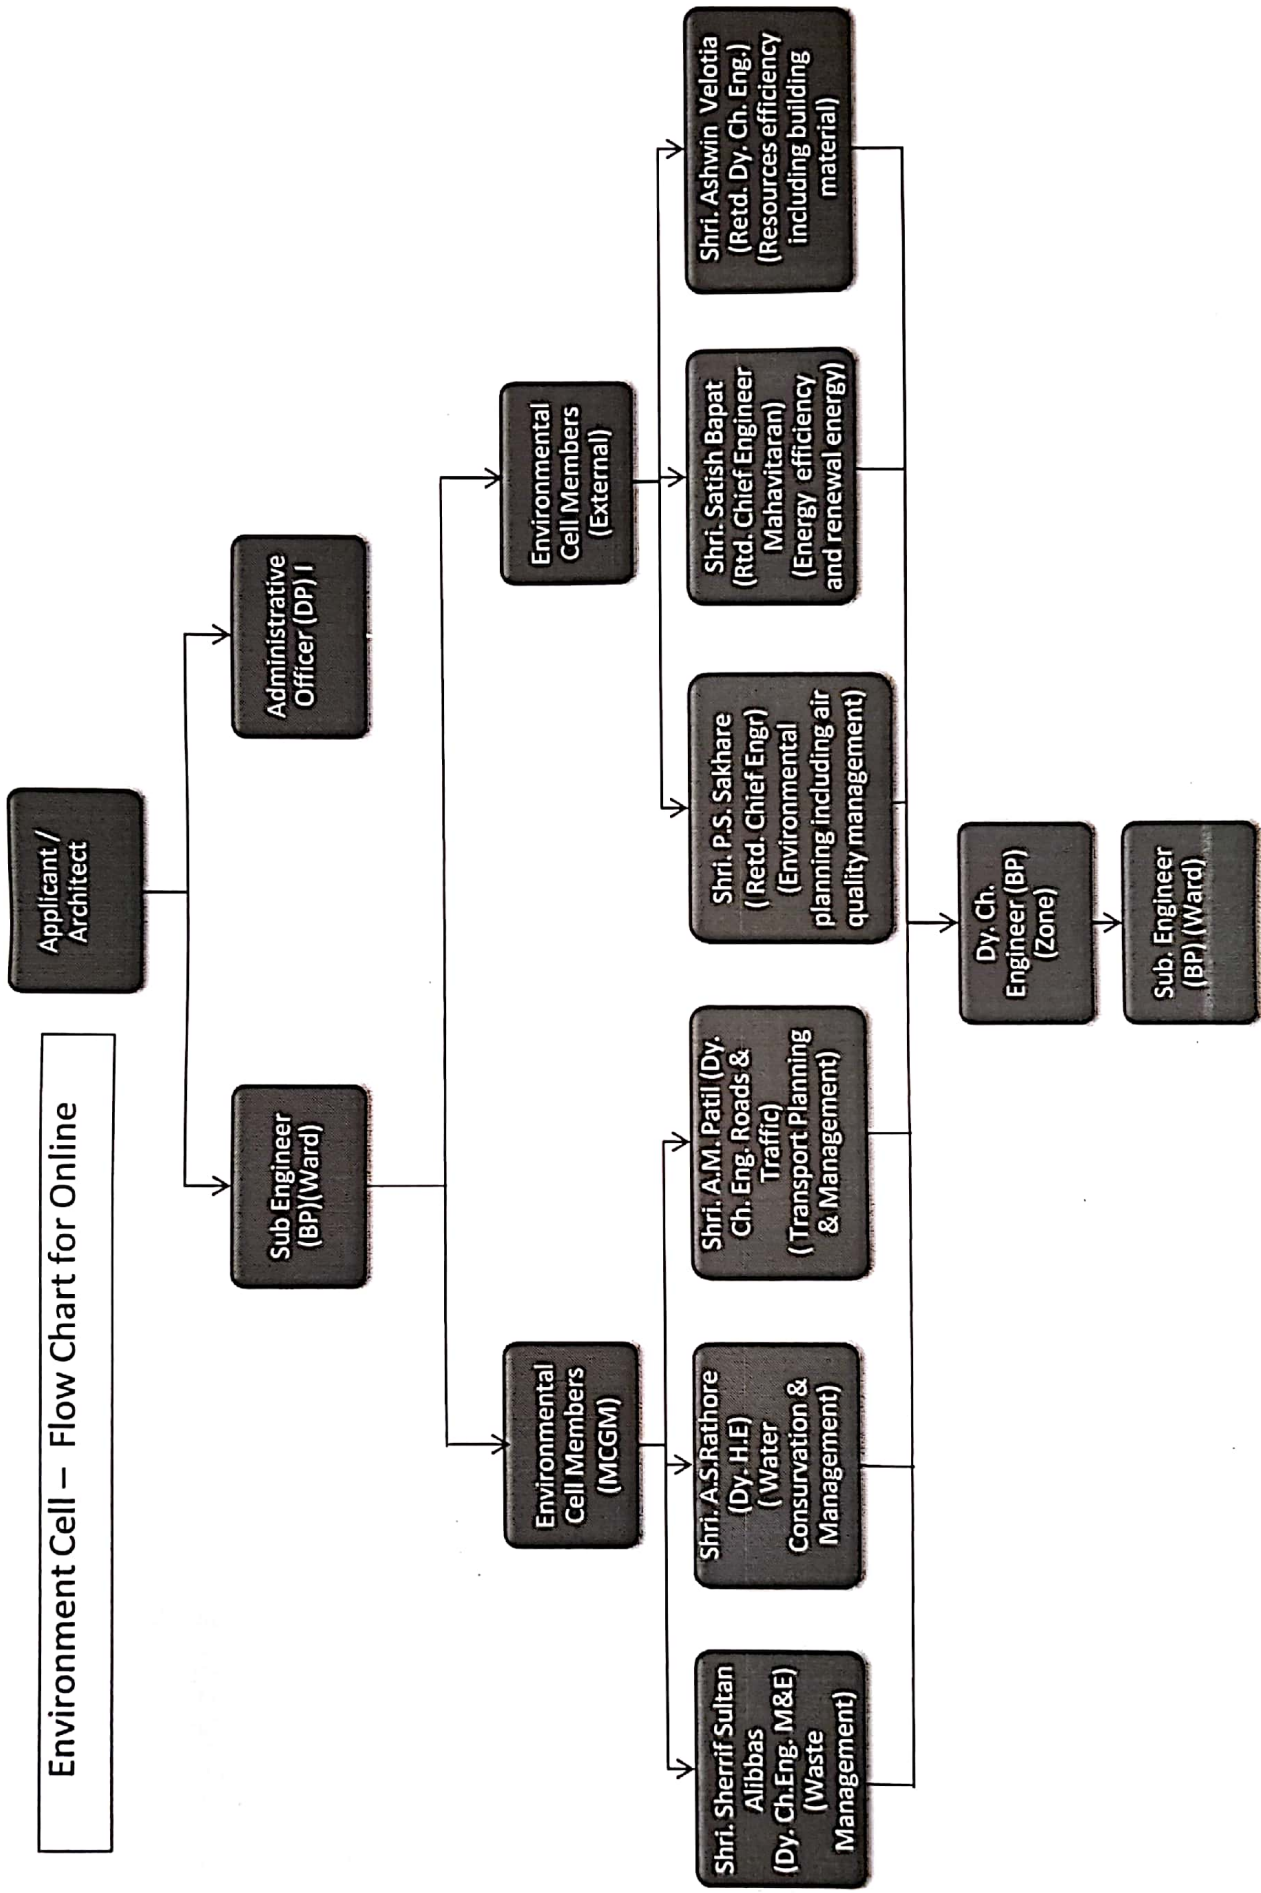 Environment Cell – Flow Chart for Online
Applicant /
Architect
Sub Engineer
(BP)(Ward)
Administrative
Officer (DP) I
Environmental
Cell Members
(MCGM)
Environmental
Cell Members
(External)
Shri. Sherrif Sultan
Alibbas
(Dy. Ch.Eng. M&E)
(Waste
Management)
Shri. A.S.Rathore
(Dy. H.E)
(Water
Consurvation &
Management)
Shri. A.M. Patil (Dy.
Ch. Eng. Roads &
Traffic)
(Transport Planning
& Management)
Shri. P.S. Sakhare
(Retd. Chief Engr)
(Environmental
planning including air
quality management)
Shri. Satish Bapat
(Rtd. Chief Engineer
Mahavitaran)
(Energy efficiency
and renewal energy)
Shri. Ashwin Velotia
(Retd. Dy. Ch. Eng.)
(Resources efficiency
including building
material)
Dy. Ch.
Engineer (BP)
(Zone)
Sub. Engineer
(BP) (Ward)